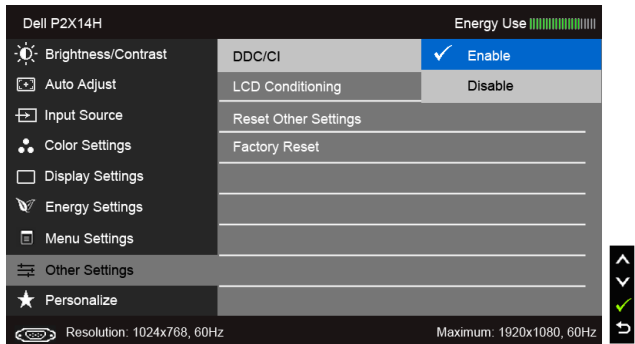 Dell P2X14H Energy Use
Brightness/Contrast DDC/CI Enable
Auto Adjust LCD Conditioning Disable
Input Source Reset Other Settings
Color Settings Factory Reset
Display Settings
Energy Settings
Menu Settings
Other Settings
Personalize
Resolution: 1024x768, 60Hz Maximum: 1920x1080, 60Hz